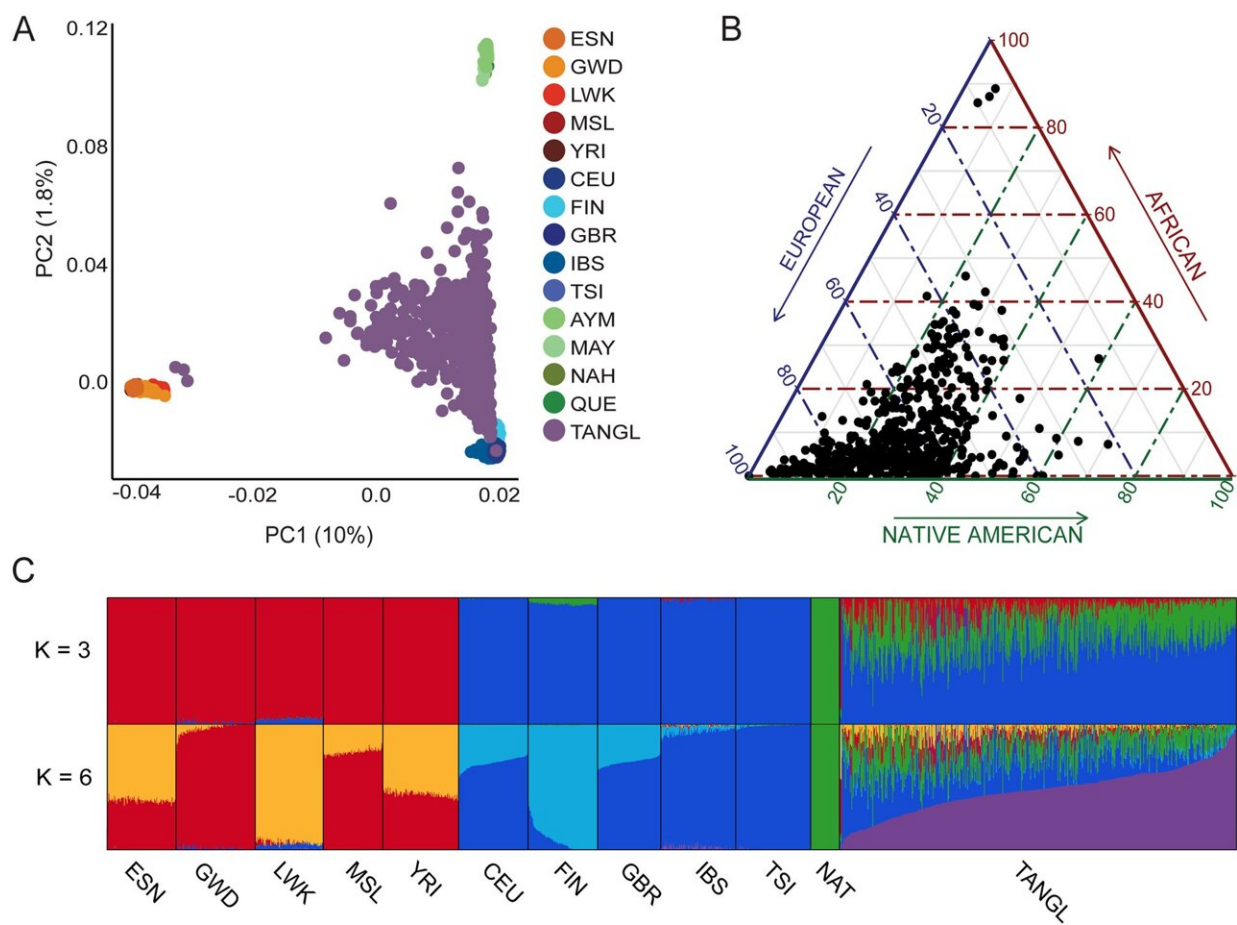 A
0.12
0.08
0.04
0.0
PC2 (1.8%)
-0.04 -0.02 0.0 0.02
PC1 (10%)
ESN
GWD
LWK
MSL
YRI
CEU
FIN
GBR
IBS
TSI
AYM
MAY
NAH
QUE
TANGL
B
100
80
60
40
20
20
40
60
80
100
20 40 60 80 100
EUROPEAN
AFRICAN
NATIVE AMERICAN
C
K = 3
K = 6
ESN GWD LWK MSL YRI CEU FIN GBR IBS TSI NAT TANGL